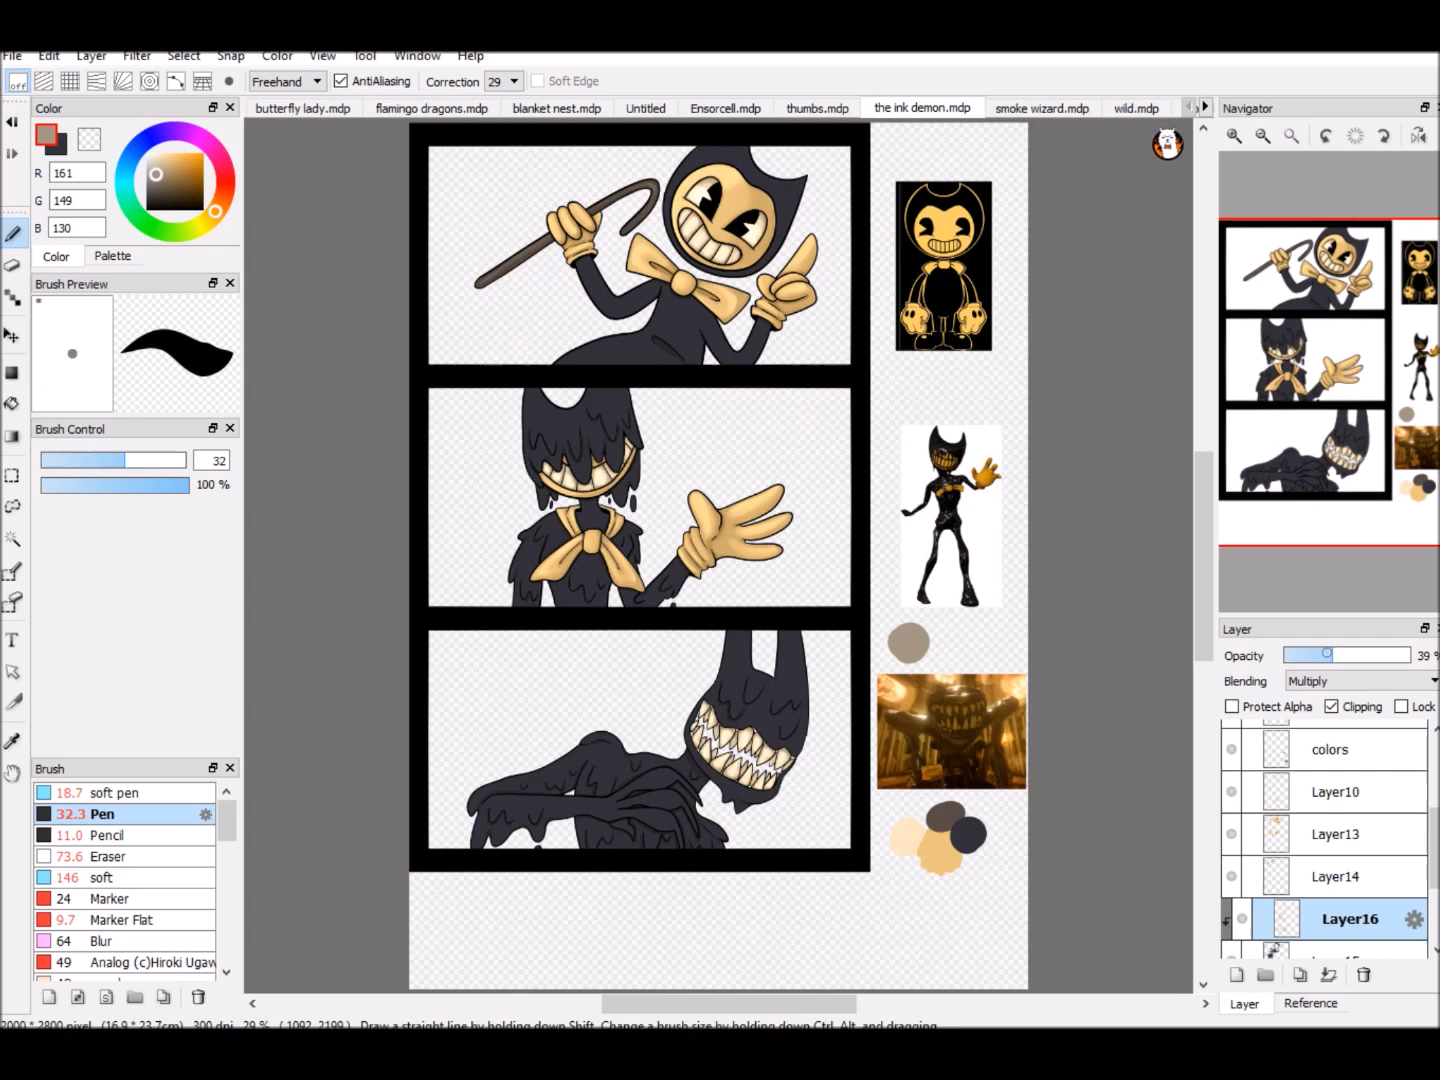 File Edit Layer Filter Select Snap Color View Tool Window Help
off Freehand AntiAliasing Correction 29 Soft Edge
Color
butterfly lady.mdp flamingo dragons.mdp blanket nest.mdp Untitled Ensorcell.mdp thumbs.mdp the ink demon.mdp smoke wizard.mdp wild.mdp
Navigator
R 161
G 149
B 130
Color Palette
Brush Preview
*
Brush Control
32
100 %
Layer
Opacity 39 %
Blending Multiply
Protect Alpha Clipping Lock
colors
Layer10
Layer13
Layer14
Layer16
Brush
18.7 soft pen
32.3 Pen
11.0 Pencil
73.6 Eraser
146 soft
24 Marker
9.7 Marker Flat
64 Blur
49 Analog (c)Hiroki Ugaw
Layer Reference
2000 * 2800 pixel (16.9 * 23.7cm) 300 dpi 29 % ( 1092, 2199 ) Draw a straight line by holding down Shift, Change a brush size by holding down Ctrl, Alt, and dragging